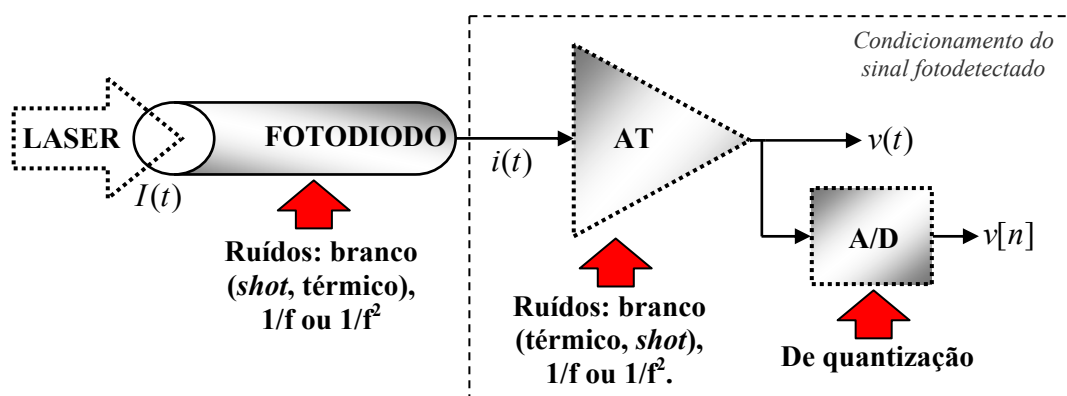 Condicionamento do
sinal fotodetectado
LASER
FOTODIODO
I(t)
i(t)
AT
v(t)
A/D
v[n]
Ruídos: branco
(shot, térmico),
1/f ou 1/f²
Ruídos: branco
(térmico, shot),
1/f ou 1/f².
De quantização